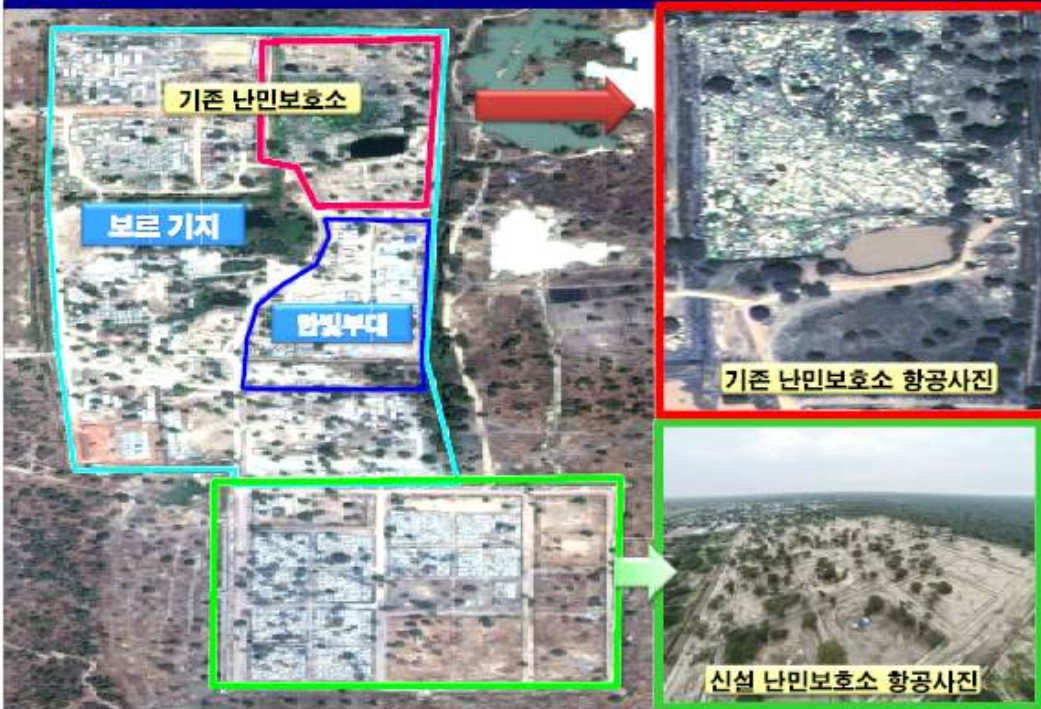 기존 난민보호소
보르 기지
한빛부대
기존 난민보호소 항공사진
신설 난민보호소 항공사진